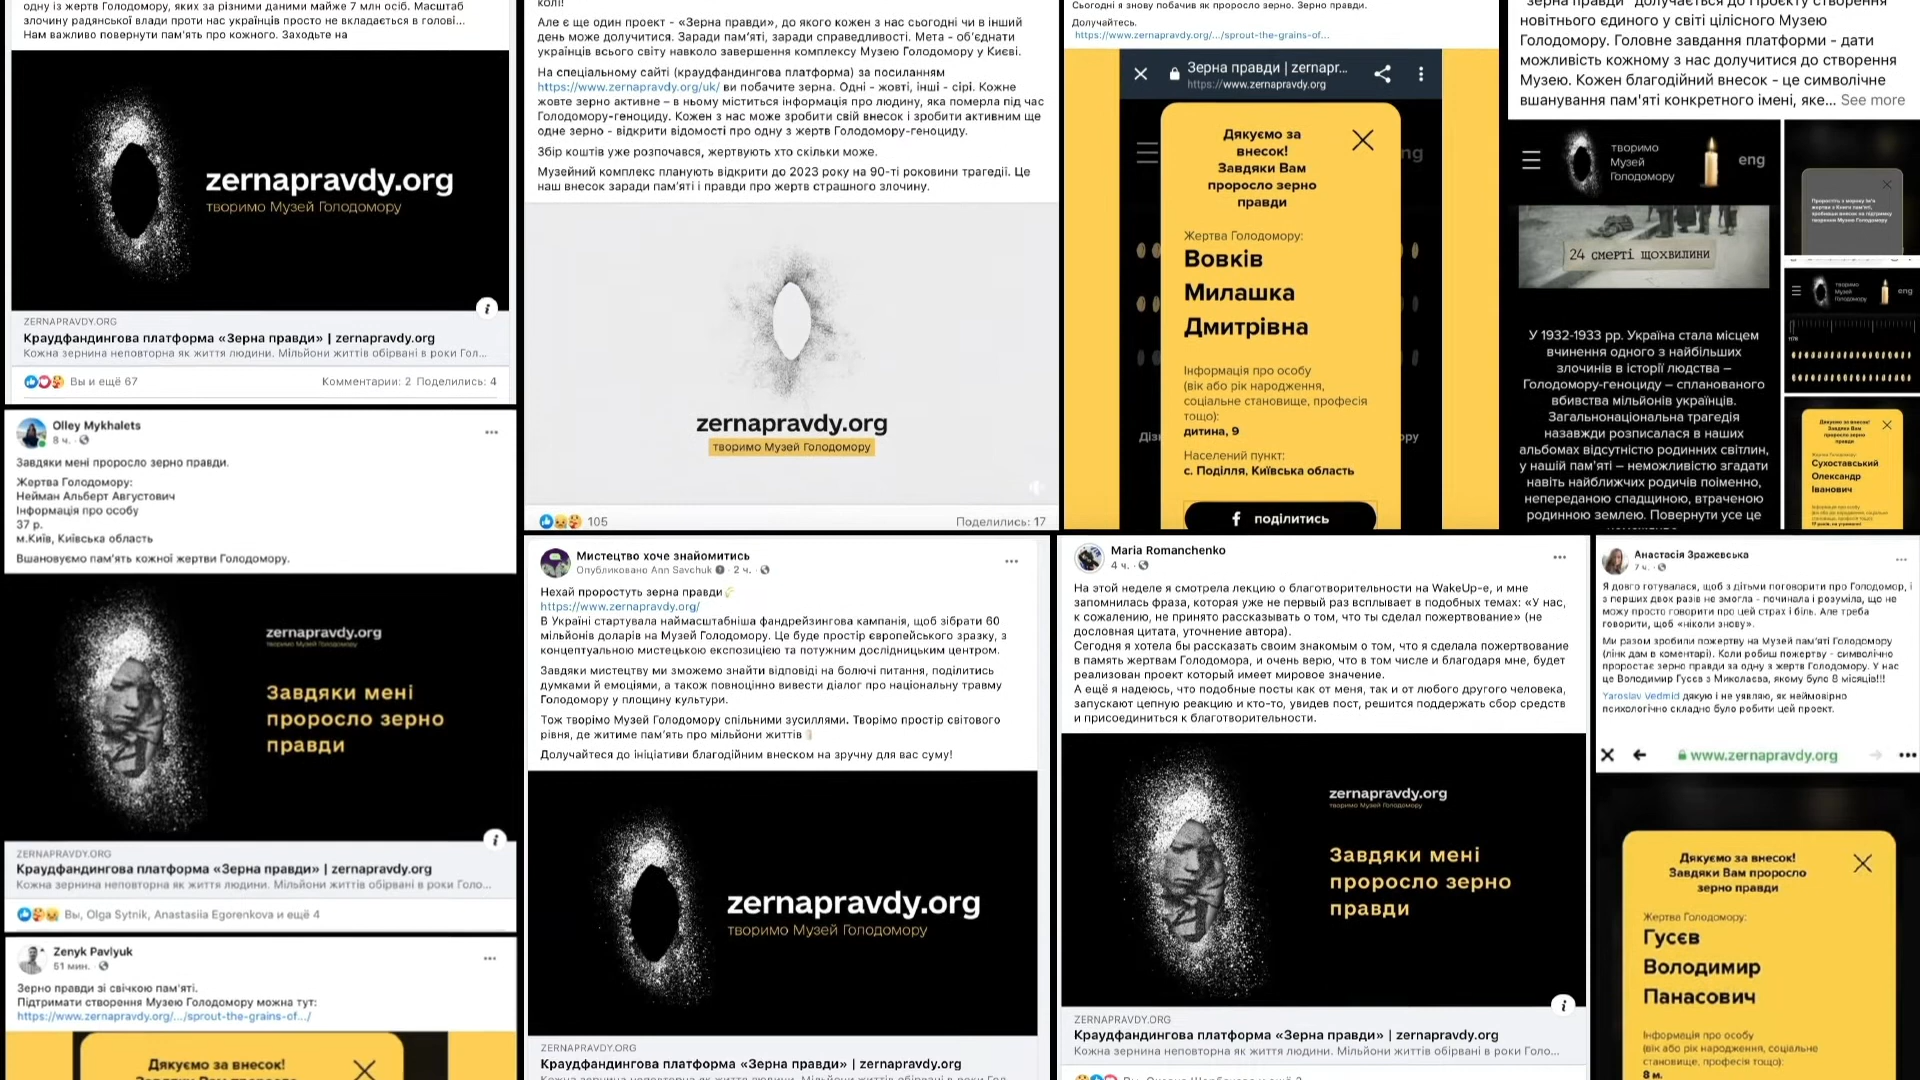 одну із жертв Голодомору, яких за різними даними майже 7 млн осіб. Масштаб
злочину радянської влади проти нас українців просто не вкладається в голові...
Нам важливо повернути пам'ять про кожного. Заходьте на
zernapravdy.org
творимо Музей Голодомору
ZERNAPRAVDY.ORG
Краудфандингова платформа «Зерна правди» | zernapravdy.org
Кожна зернина неповторна як життя людини. Мільйони життів обірвані в роки Гол...
Вы и ещё 67
Комментарии: 2 Поделились: 4
Olley Mykhalets
8 ч.
Завдяки мені проросло зерно правди.
Жертва Голодомору:
Нейман Альберт Августович
Інформація про особу
37 р.
м.Київ, Київська область
Вшановуємо пам'ять кожної жертви Голодомору.
zernapravdy.org
творимо Музей Голодомору
Завдяки мені
проросло зерно
правди
ZERNAPRAVDY.ORG
Краудфандингова платформа «Зерна правди» | zernapravdy.org
Кожна зернина неповторна як життя людини. Мільйони життів обірвані в роки Голо...
Вы, Olga Sytnik, Anastasiia Egorenkova и ещё 4
Zenyk Pavlyuk
51 мин.
Зерно правди зі свічкою пам'яті.
Підтримати створення Музею Голодомору можна тут:
https://www.zernapravdy.org/.../sprout-the-grains-of.../
Дякуємо за внесок!
колі!
Але є ще один проект - «Зерна правди», до якого кожен з нас сьогодні чи в інший
день може долучитися. Заради пам'яті, заради справедливості. Мета - об'єднати
українців всього світу навколо завершення комплексу Музею Голодомору у Києві.
На спеціальному сайті (краудфандингова платформа) за посиланням
https://www.zernapravdy.org/uk/ ви побачите зерна. Одні - жовті, інші - сірі. Кожне
жовте зерно активне – в ньому міститься інформація про людину, яка померла під час
Голодомору-геноциду. Кожен з нас може зробити свій внесок і зробити активним ще
одне зерно - відкрити відомості про одну з жертв Голодомору-геноциду.
Збір коштів уже розпочався, жертвують хто скільки може.
Музейний комплекс планують відкрити до 2023 року на 90-ті роковини трагедії. Це
наш внесок заради пам'яті і правди про жертв страшного злочину.
zernapravdy.org
творимо Музей Голодомору
105
Поделились: 17
Мистецтво хоче знайомитись
Опубликовано Ann Savchuk · 2 ч.
Нехай проростуть зерна правди
https://www.zernapravdy.org/
В Україні стартувала наймасштабніша фандрейзингова кампанія, щоб зібрати 60
мільйонів доларів на Музей Голодомору. Це буде простір європейського зразку, з
концептуальною мистецькою експозицією та потужним дослідницьким центром.
Завдяки мистецтву ми зможемо знайти відповіді на болючі питання, поділитись
думками й емоціями, а також повноцінно вивести діалог про національну травму
Голодомору у площину культури.
Тож творімо Музей Голодомору спільними зусиллями. Творімо простір світового
рівня, де житиме пам'ять про мільйони життів
Долучайтеся до ініціативи благодійним внеском на зручну для вас суму!
zernapravdy.org
творимо Музей Голодомору
ZERNAPRAVDY.ORG
Краудфандингова платформа «Зерна правди» | zernapravdy.org
Сьогодні я знову побачив як проросло зерно. Зерно правди.
Долучайтесь.
https://www.zernapravdy.org/.../sprout-the-grains-of...
Зерна правди | zernapr...
https://www.zernapravdy.org
ng
Дякуємо за
внесок!
Завдяки Вам
проросло зерно
правди
Жертва Голодомору:
Вовків
Милашка
Дмитрівна
Інформація про особу
(вік або рік народження,
соціальне становище, професія
тощо):
дитина, 9
Населений пункт:
с. Поділля, Київська область
поділитись
"зерна правди" долучається до Проєкту створення
новітнього єдиного у світі цілісного Музею
Голодомору. Головне завдання платформи - дати
можливість кожному з нас долучитися до створення
Музею. Кожен благодійний внесок - це символічне
вшанування пам'яті конкретного імені, яке... See more
творимо
Музей
Голодомору
eng
24 смерті щохвилини
У 1932-1933 рр. Україна стала місцем
вчинення одного з найбільших
злочинів в історії людства –
Голодомору-геноциду – спланованого
вбивства мільйонів українців.
Загальнонаціональна трагедія
назавжди розписалася в наших
альбомах відсутністю родинних світлин,
у нашій пам'яті – неможливістю згадати
навіть найближчих родичів поіменно,
непереданою спадщиною, втраченою
родинною землею. Повернути усе це
eng
Дякуємо за внесок!
Завдяки Вам проросло
зерно правди
Сухоставський
Олександр
Іванович
Maria Romanchenko
4 ч.
На этой неделе я смотрела лекцию о благотворительности на WakeUp-е, и мне
запомнилась фраза, которая уже не первый раз всплывает в подобных темах: «У нас,
к сожалению, не принято рассказывать о том, что ты сделал пожертвование» (не
дословная цитата, уточнение автора).
Сегодня я хотела бы рассказать своим знакомым о том, что я сделала пожертвование
в память жертвам Голодомора, и очень верю, что в том числе и благодаря мне, будет
реализован проект который имеет мировое значение.
А ещё я надеюсь, что подобные посты как от меня, так и от любого другого человека,
запускают цепную реакцию и кто-то, увидев пост, решится поддержать сбор средств
и присоединиться к благотворительности.
zernapravdy.org
творимо Музей Голодомору
Завдяки мені
проросло зерно
правди
ZERNAPRAVDY.ORG
Краудфандингова платформа «Зерна правди» | zernapravdy.org
Кожна зернина неповторна як життя людини. Мільйони життів обірвані в роки Голо...
Анастасія Зражевська
7 ч.
Я довго готувалася, щоб з дітьми поговорити про Голодомор, і
з перших двох разів не змогла - починала і розуміла, що не
можу просто говорити про цей страх і біль. Але треба
говорити, щоб «ніколи знову».
Ми разом зробили пожертву на Музей пам'яті Голодомору
(лінк дам в коментарі). Коли робиш пожертву - символічно
проростає зерно правди за одну з жертв Голодомору. У нас
це Володимир Гусєв з Миколаєва, якому було 8 місяців!!!
Yaroslav Vedmid дякую і не уявляю, як неймовірно
психологічно складно було робити цей проект.
www.zernapravdy.org
Дякуємо за внесок!
Завдяки Вам проросло
зерно правди
Жертва Голодомору:
Гусєв
Володимир
Панасович
Інформація про особу
(вік або рік народження, соціальне
становище, професія тощо):
8 м.